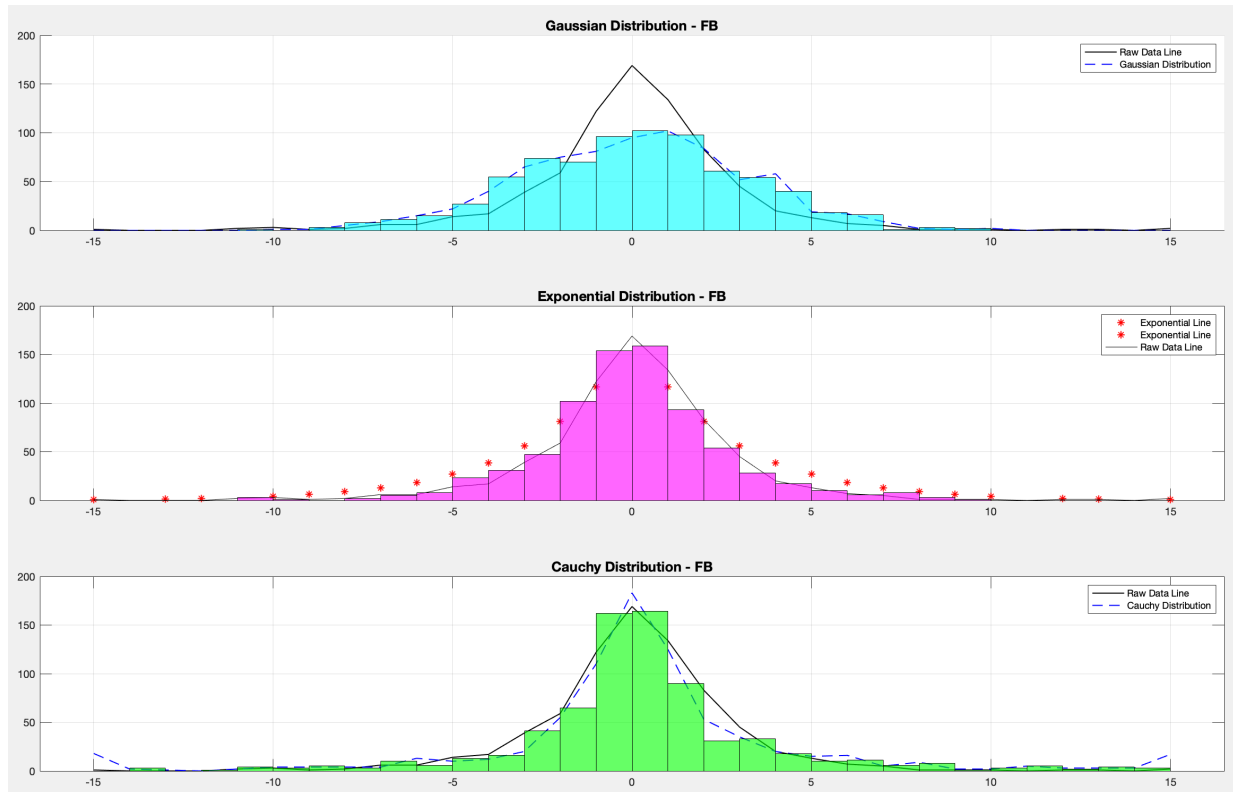 Gaussian Distribution - FB
200
150
100
50
0
Raw Data Line
Gaussian Distribution
-15 -10 -5 0 5 10 15
Exponential Distribution - FB
200
150
100
50
0
Exponential Line
Exponential Line
Raw Data Line
-15 -10 -5 0 5 10 15
Cauchy Distribution - FB
200
150
100
50
0
Raw Data Line
Cauchy Distribution
-15 -10 -5 0 5 10 15